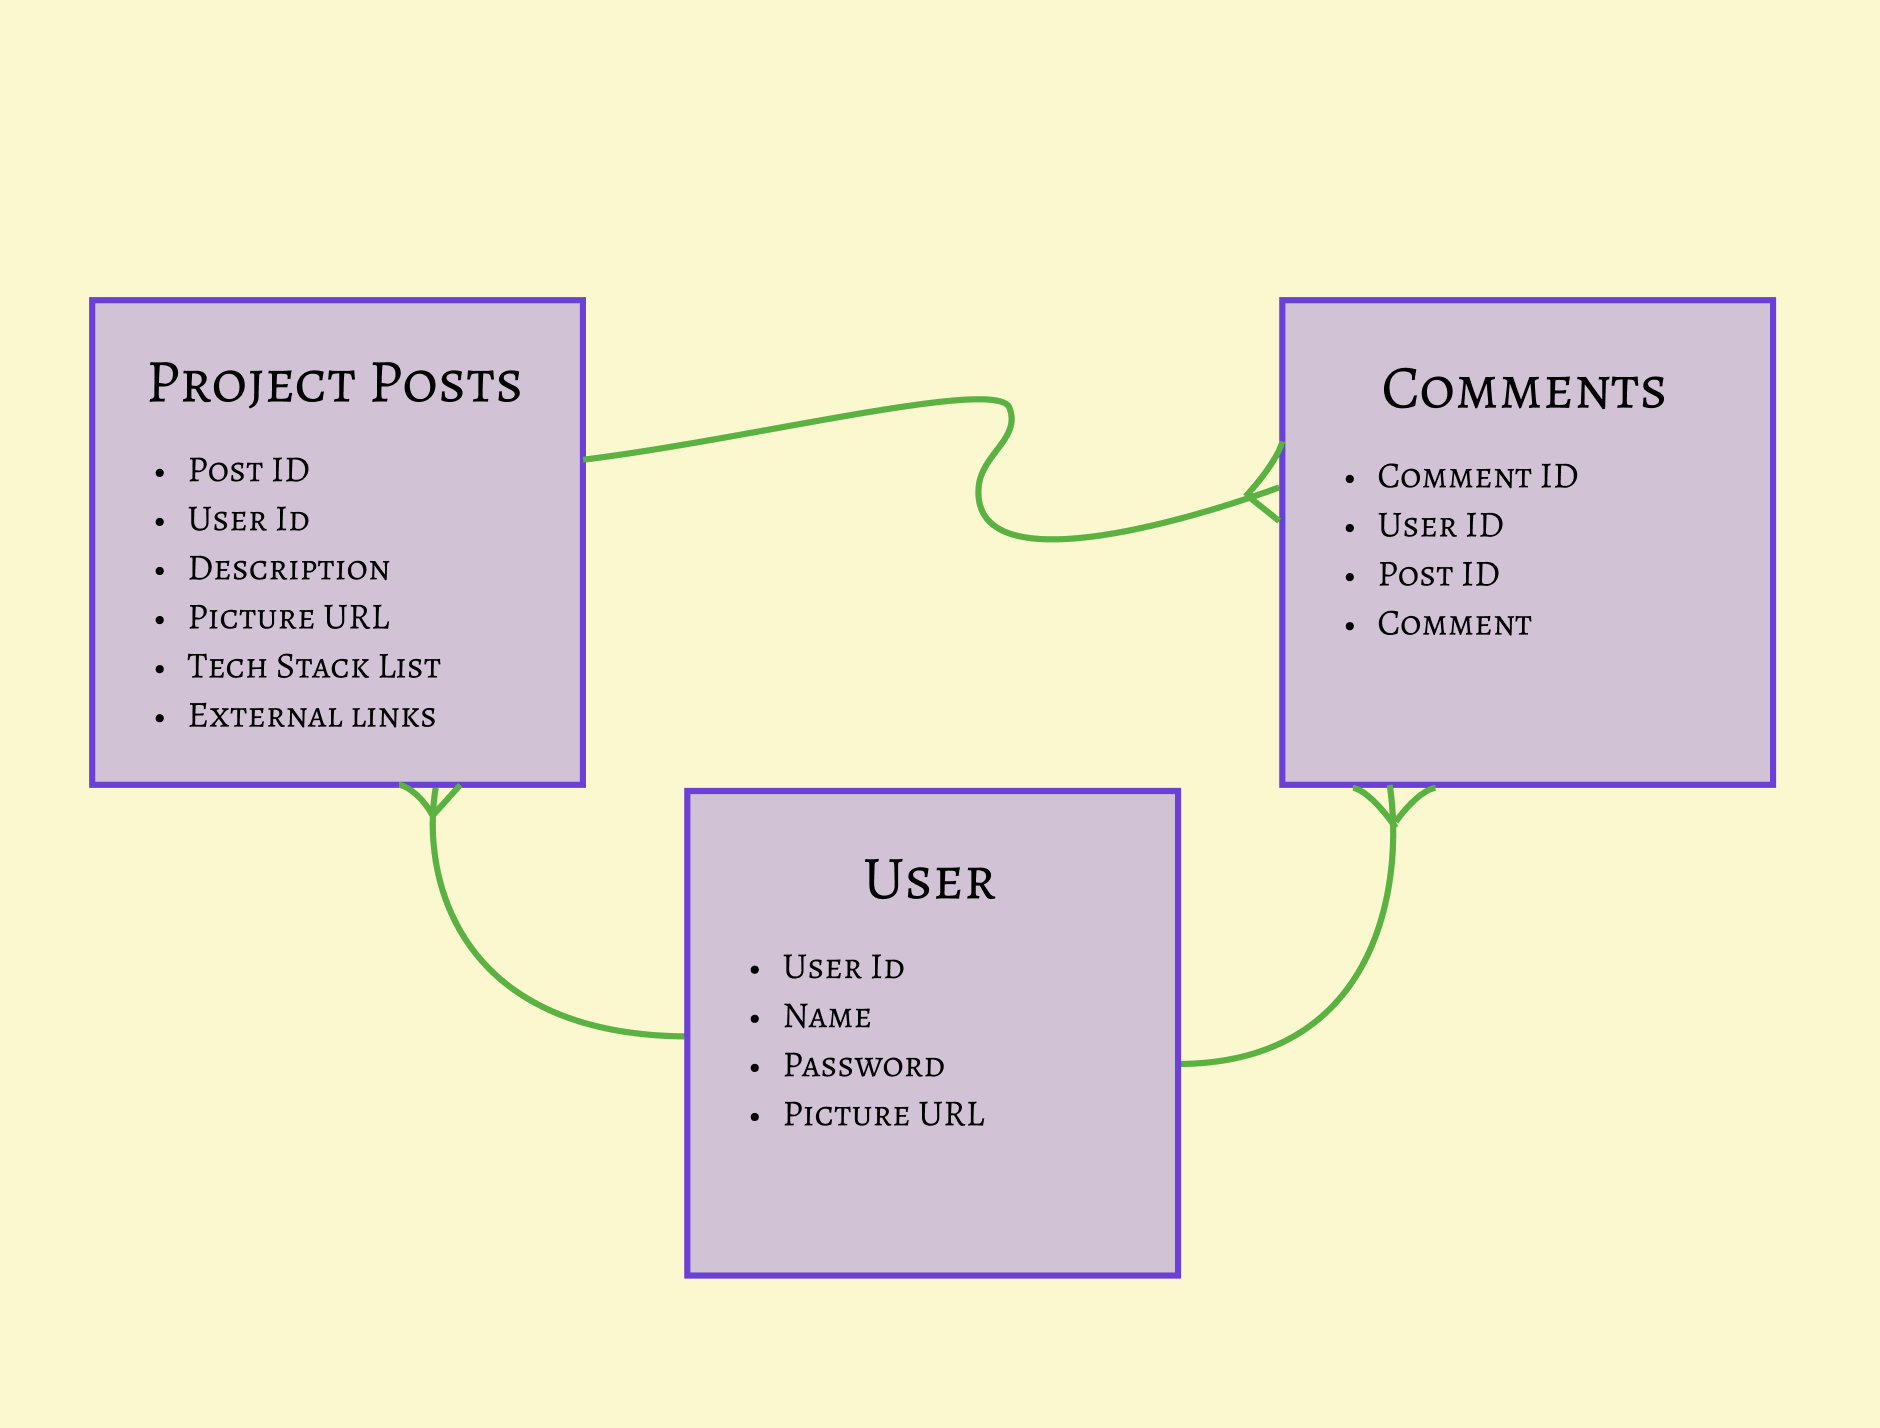 Project Posts
• Post ID
• User Id
• Description
• Picture URL
• Tech Stack List
• External links
Comments
• Comment ID
• User ID
• Post ID
• Comment
User
• User Id
• Name
• Password
• Picture URL